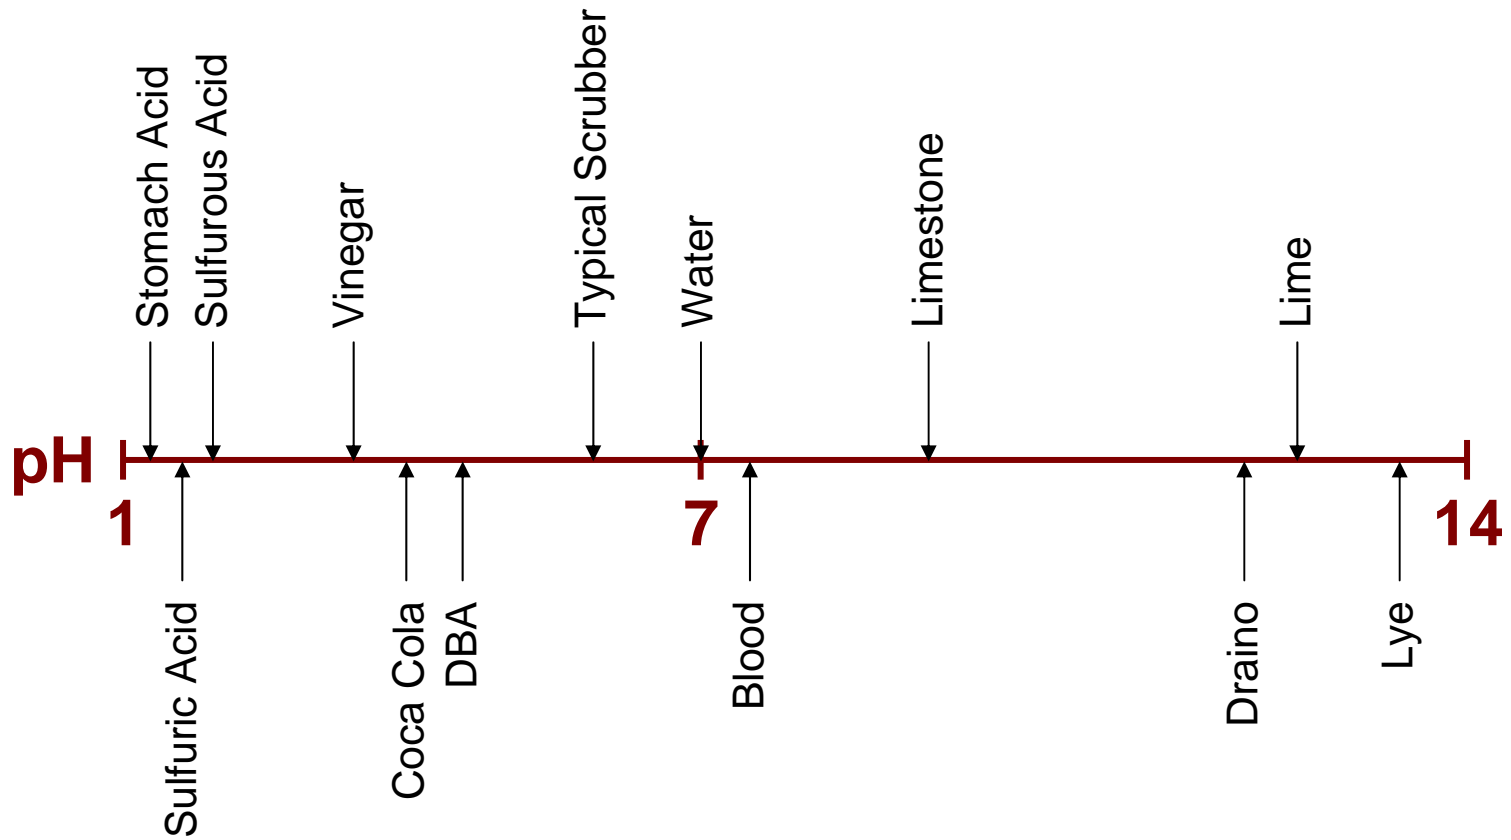 Stomach Acid
Sulfurous Acid
Vinegar
Typical Scrubber
Water
Limestone
Lime
pH
1
7
14
Sulfuric Acid
Coca Cola
DBA
Blood
Draino
Lye